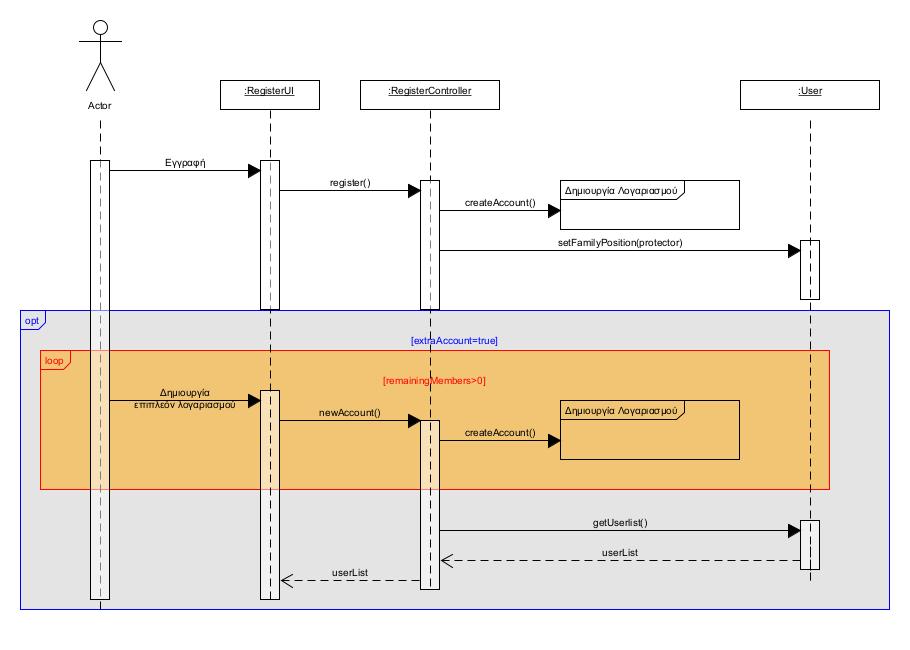 Actor
:RegisterUI
:RegisterController
:User
Εγγραφή
register()
Δημιουργία Λογαριασμού
createAccount()
setFamilyPosition(protector)
opt
[extraAccount=true]
loop
[remainingMembers>0]
Δημιουργία
επιπλεόν λογαριασμού
newAccount()
Δημιουργία Λογαριασμού
createAccount()
getUserlist()
userList
userList